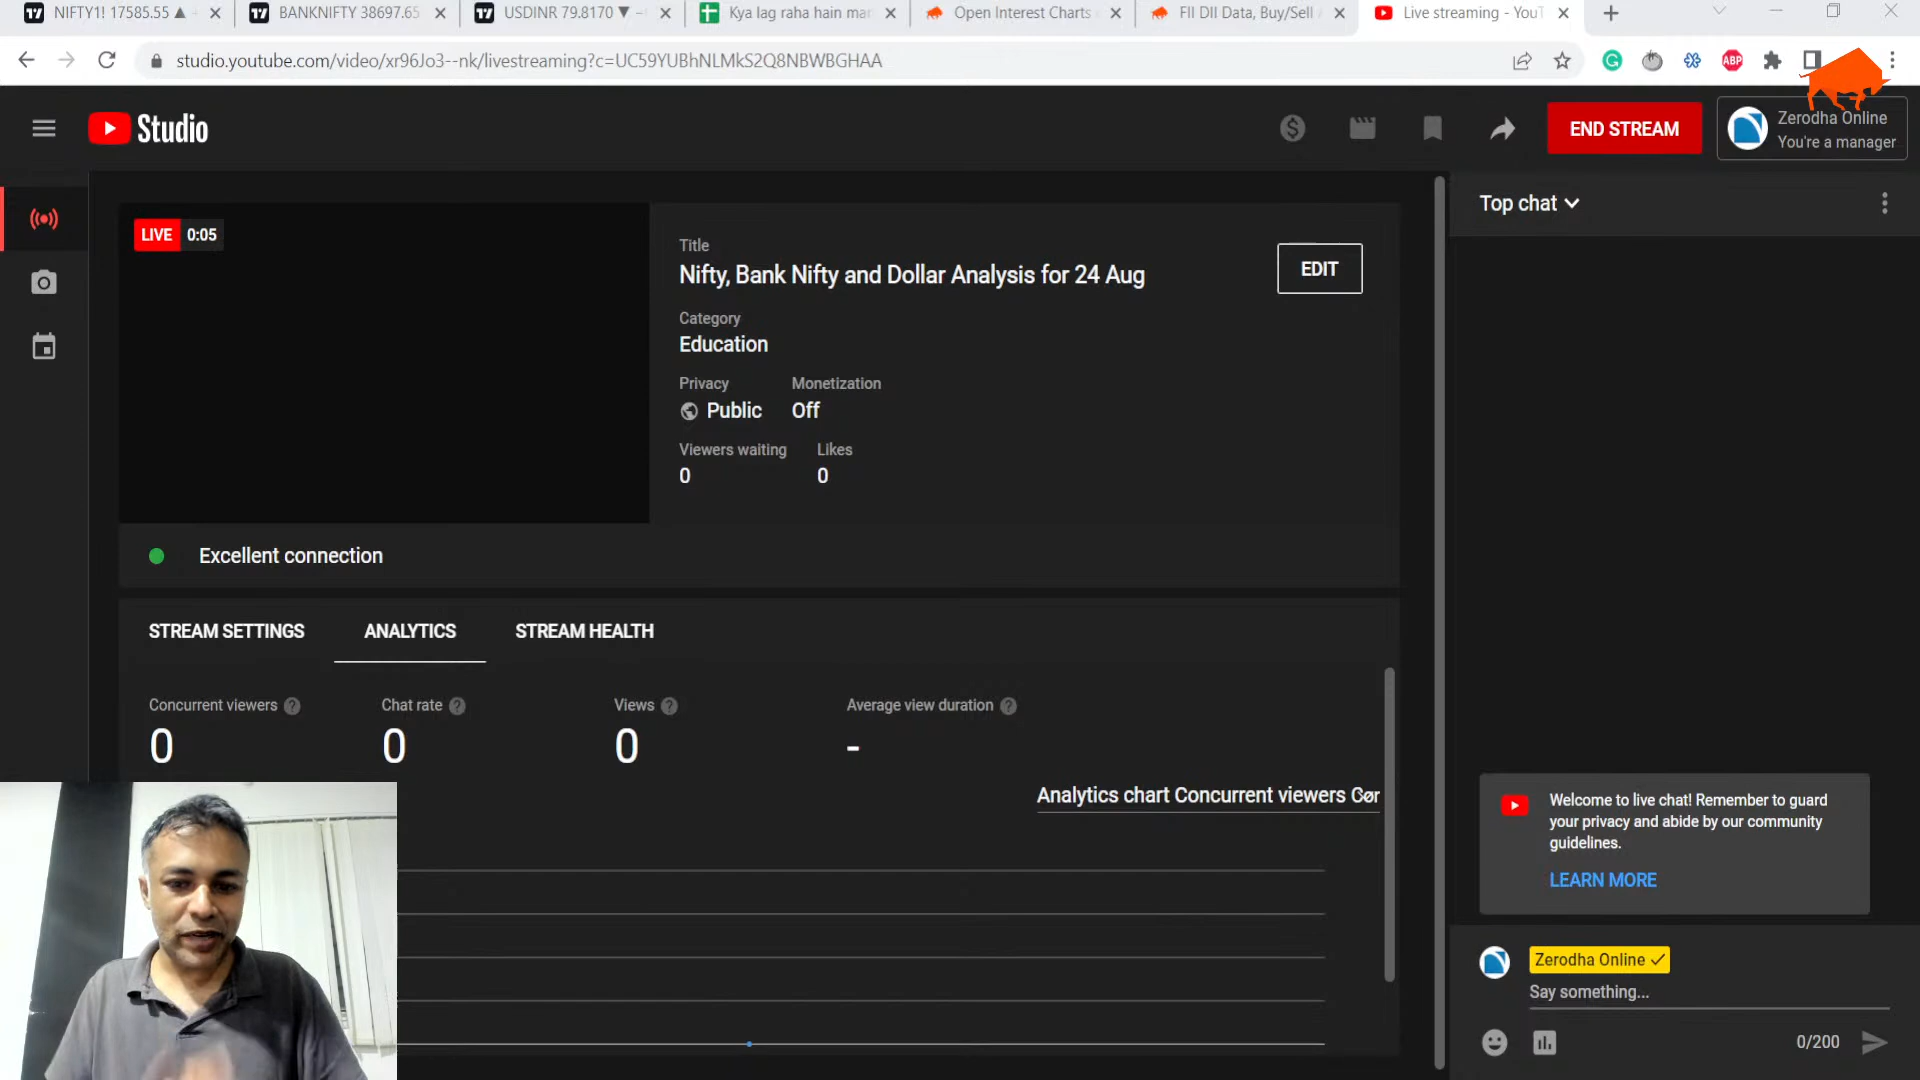 NIFTY1! 17585.55 ▲
BANKNIFTY 38697.65
USDINR 79.8170 ▼
Kya lag raha hain mar
Open Interest Charts
FII DII Data, Buy/Sell
Live streaming - YouT
studio.youtube.com/video/xr96Jo3--nk/livestreaming?c=UC59YUBhNLMkS2Q8NBWBGHAA
ABP
Studio
END STREAM
Zerodha Online
You're a manager
LIVE 0:05
Title
Nifty, Bank Nifty and Dollar Analysis for 24 Aug
EDIT
Category
Education
Privacy Monetization
Public Off
Viewers waiting Likes
0 0
Excellent connection
STREAM SETTINGS ANALYTICS STREAM HEALTH
Concurrent viewers Chat rate Views Average view duration
0 0 0 -
Analytics chart Concurrent viewers Cor
Top chat
Welcome to live chat! Remember to guard
your privacy and abide by our community
guidelines.
LEARN MORE
Zerodha Online ✓
Say something...
0/200